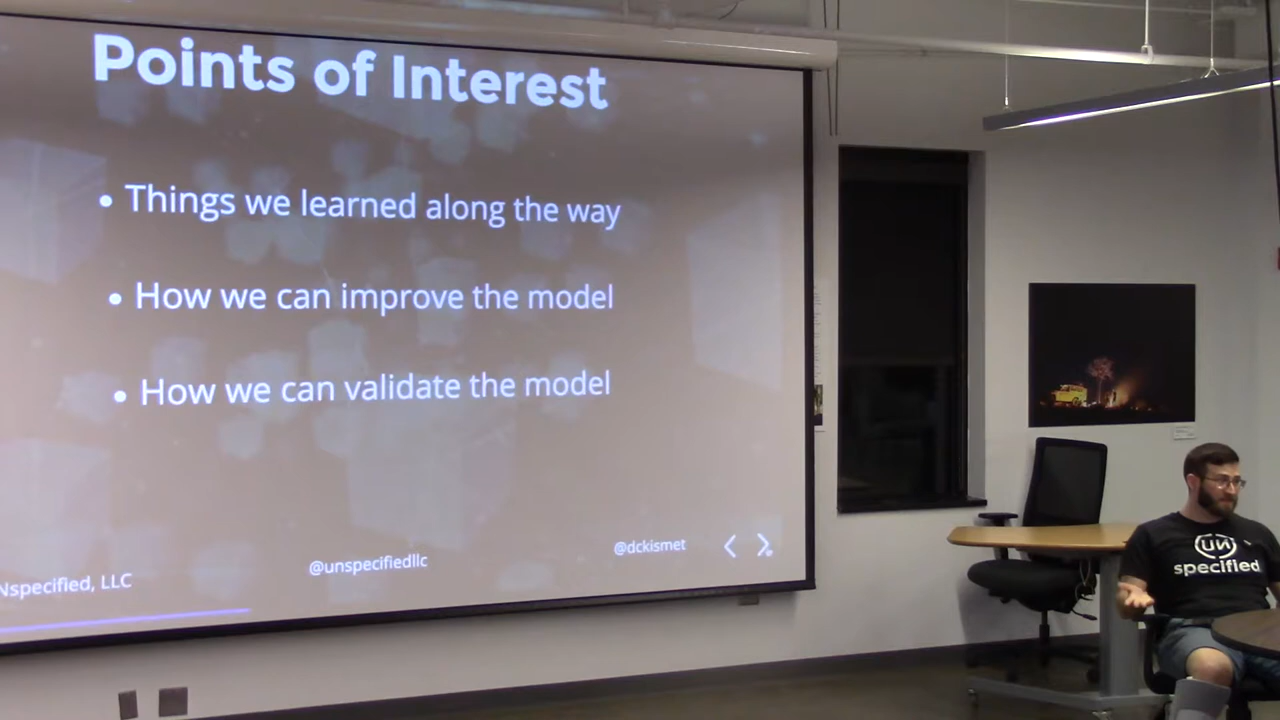 Points of Interest
• Things we learned along the way
• How we can improve the model
• How we can validate the model
Nspecified, LLC
@unspecifiedllc
@dckismet
UN
specified